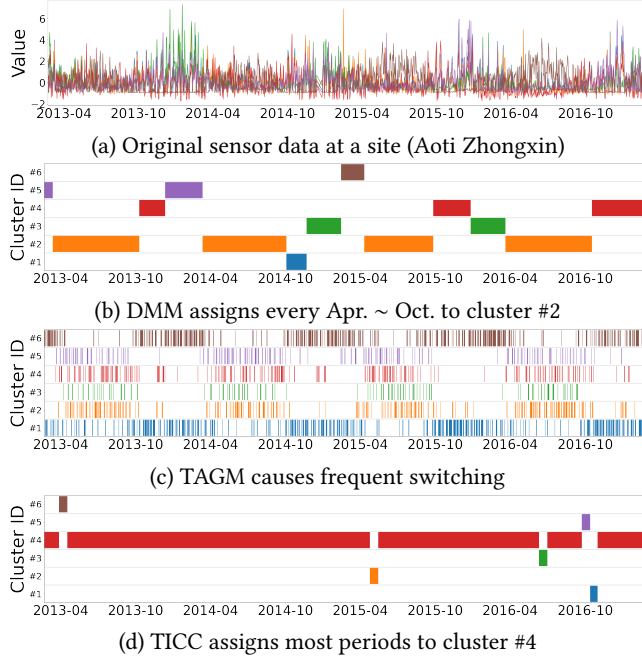 Value
6
4
2
0
−2
2013-04 2013-10 2014-04 2014-10 2015-04 2015-10 2016-04 2016-10
(a) Original sensor data at a site (Aoti Zhongxin)
Cluster ID
#6
#5
#4
#3
#2
#1
2013-04 2013-10 2014-04 2014-10 2015-04 2015-10 2016-04 2016-10
(b) DMM assigns every Apr. ~ Oct. to cluster #2
Cluster ID
#6
#5
#4
#3
#2
#1
2013-04 2013-10 2014-04 2014-10 2015-04 2015-10 2016-04 2016-10
(c) TAGM causes frequent switching
Cluster ID
#6
#5
#4
#3
#2
#1
2013-04 2013-10 2014-04 2014-10 2015-04 2015-10 2016-04 2016-10
(d) TICC assigns most periods to cluster #4